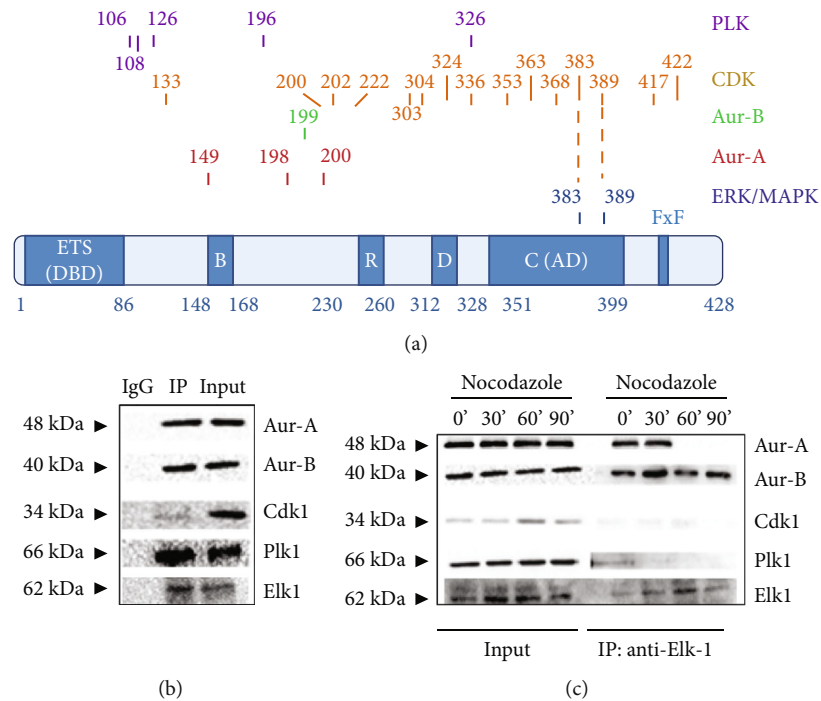 106 126 196 326 PLK
108
133 200 202 222 304 324 336 353 363 368 383 389 417 422 CDK
303
199 Aur-B
149 198 200 Aur-A
383 389 ERK/MAPK
FxF
ETS (DBD) B R D C (AD)
1 86 148 168 230 260 312 328 351 399 428
(a)
IgG IP Input
48 kDa Aur-A
40 kDa Aur-B
34 kDa Cdk1
66 kDa Plk1
62 kDa Elk1
(b)
Nocodazole Nocodazole
0' 30' 60' 90' 0' 30' 60' 90'
48 kDa Aur-A
40 kDa Aur-B
34 kDa Cdk1
66 kDa Plk1
62 kDa Elk1
Input IP: anti-Elk-1
(c)